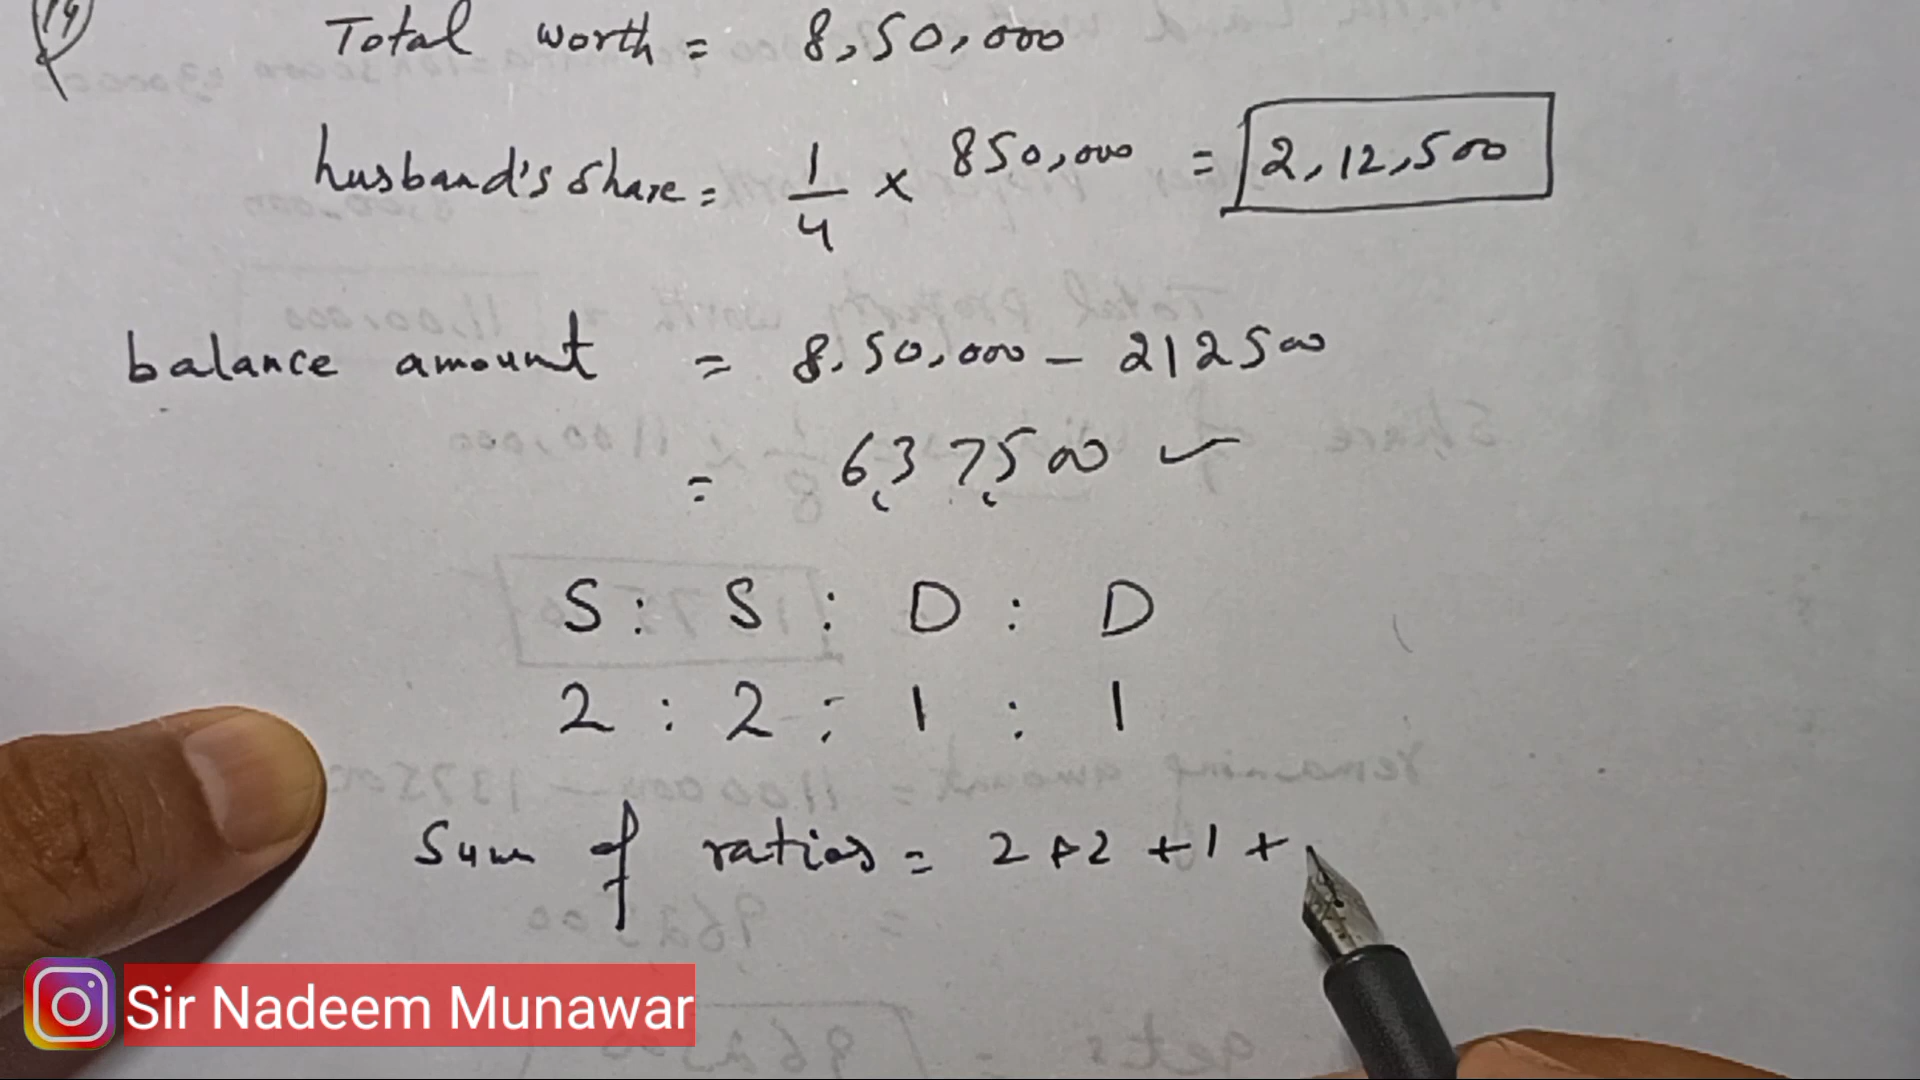 14
Total worth = 8,50,000
husband's share = 1/4 × 850,000 = 2,12,500
balance amount = 8,50,000 - 212500
= 6,37,500 ✓
S : S : D : D
2 : 2 : 1 : 1
Sum of ratios = 2+2 +1 +
Sir Nadeem Munawar